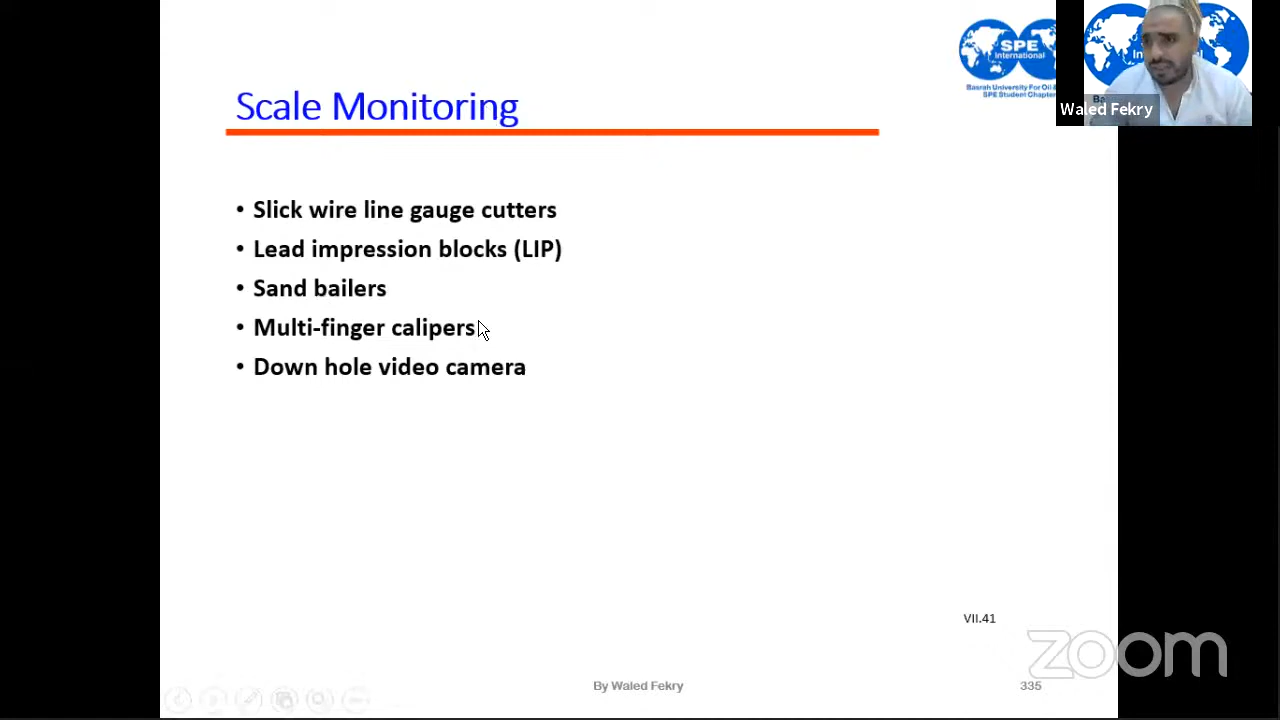 SPE
International
Basrah University For Oil &
SPE Student Chapter
Waled Fekry
Scale Monitoring
• Slick wire line gauge cutters
• Lead impression blocks (LIP)
• Sand bailers
• Multi-finger calipers
• Down hole video camera
VII.41
zoom
By Waled Fekry
335